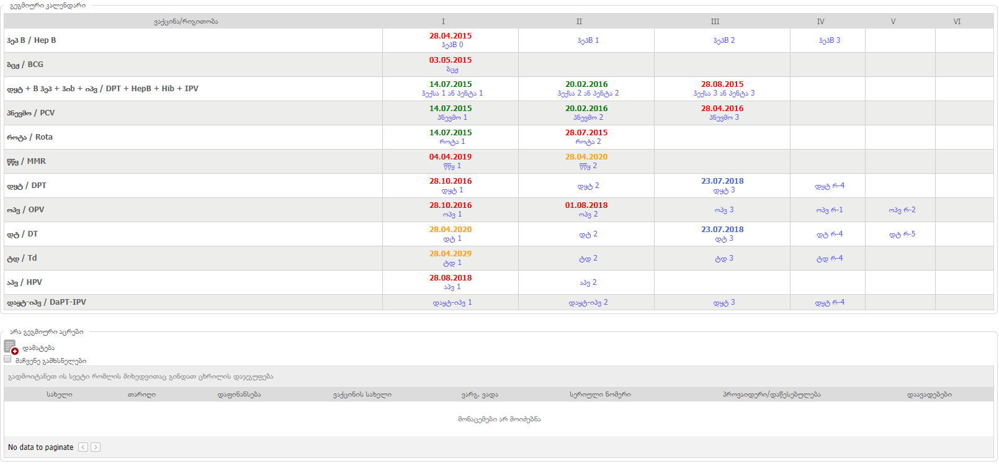 გეგმიური კალენდარი
ვაქცინა/რიგითობა I II III IV V VI
ჰეპ B / Hep B 28.04.2015 ჰეპB 1 ჰეპB 2 ჰეპB 3
ჰეპB 0
ბცჟ / BCG 03.05.2015
ბცჟ
დყტ + B ჰეპ + ჰიb + იპვ / DPT + HepB + Hib + IPV 14.07.2015 20.02.2016 28.08.2015
ჰექსა 1 ან პენტა 1 ჰექსა 2 ან პენტა 2 ჰექსა 3 ან პენტა 3
პნევმო / PCV 14.07.2015 20.02.2016 28.04.2016
პნევმო 1 პნევმო 2 პნევმო 3
როტა / Rota 14.07.2015 28.07.2015
როტა 1 როტა 2
წწყ / MMR 04.04.2019 28.04.2020
წწყ 1 წწყ 2
დყტ / DPT 28.10.2016 დყტ 2 23.07.2018 დყტ რ-4
დყტ 1 დყტ 3
ოპვ / OPV 28.10.2016 01.08.2018 ოპვ 3 ოპვ რ-1 ოპვ რ-2
ოპვ 1 ოპვ 2
დტ / DT 28.04.2020 დტ 2 23.07.2018 დტ რ-4 დტ რ-5
დტ 1 დტ 3
ტდ / Td 28.04.2029 ტდ 2 ტდ 3 ტდ რ-4
ტდ 1
აპვ / HPV 28.08.2018 აპვ 2
აპვ 1
დაყტ-იპვ / DaPT-IPV დაყტ-იპვ 1 დაყტ-იპვ 2 დყტ 3 დყტ რ-4
არა გეგმიური აცრები
დამატება
მაჩვენე გამხსნელები
გადმოიტანეთ ის სვეტი რომლის მიხედვითაც გინდათ ცხრილის დაჯგუფება
სახელი თარიღი დაფინანსება ვაქცინის სახელი ვარგ. ვადა სერიული ნომერი პროვაიდერი/დაწესებულება დაავადებები
მონაცემები არ მოიძებნა
No data to paginate